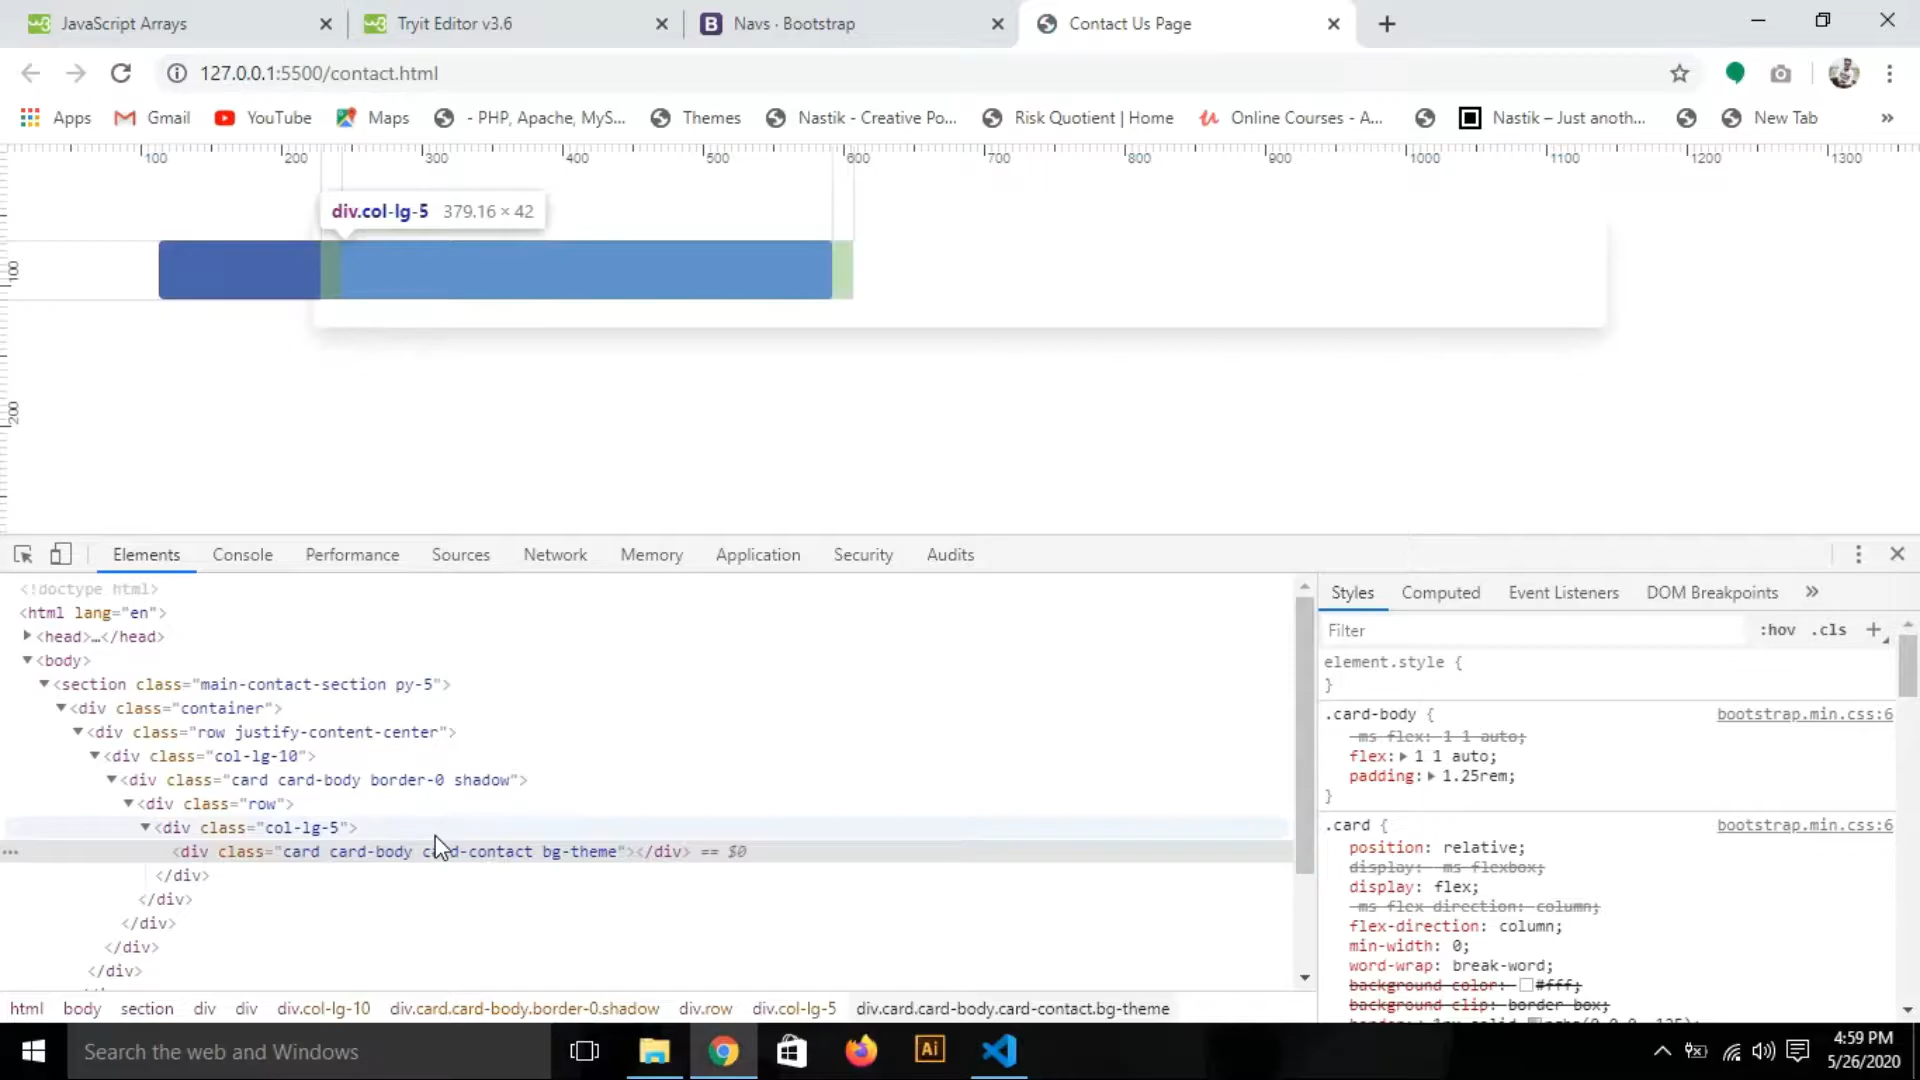 JavaScript Arrays
Tryit Editor v3.6
B
Navs · Bootstrap
Contact Us Page
127.0.0.1:5500/contact.html
Apps
Gmail
YouTube
Maps
- PHP, Apache, MyS...
Themes
Nastik - Creative Po...
Risk Quotient | Home
Online Courses - A...
Nastik – Just anoth...
New Tab
»
100 200 300 400 500 600 700 800 900 1000 1100 1200 1300
div.col-lg-5 379.16 × 42
100
200
Elements Console Performance Sources Network Memory Application Security Audits
<!doctype html>
<html lang="en">
<head>…</head>
<body>
<section class="main-contact-section py-5">
<div class="container">
<div class="row justify-content-center">
<div class="col-lg-10">
<div class="card card-body border-0 shadow">
<div class="row">
<div class="col-lg-5">
<div class="card card-body card-contact bg-theme"></div> == $0
</div>
</div>
</div>
</div>
</div>
html body section div div div.col-lg-10 div.card.card-body.border-0.shadow div.row div.col-lg-5 div.card.card-body.card-contact.bg-theme
Styles Computed Event Listeners DOM Breakpoints »
Filter :hov .cls +
element.style {
}
.card-body { bootstrap.min.css:6
-ms-flex: 1 1 auto;
flex: 1 1 auto;
padding: 1.25rem;
}
.card { bootstrap.min.css:6
position: relative;
display: -ms-flexbox;
display: flex;
-ms-flex-direction: column;
flex-direction: column;
min-width: 0;
word-wrap: break-word;
background-color: #fff;
background-clip: border-box;
Search the web and Windows
Ai
4:59 PM
5/26/2020